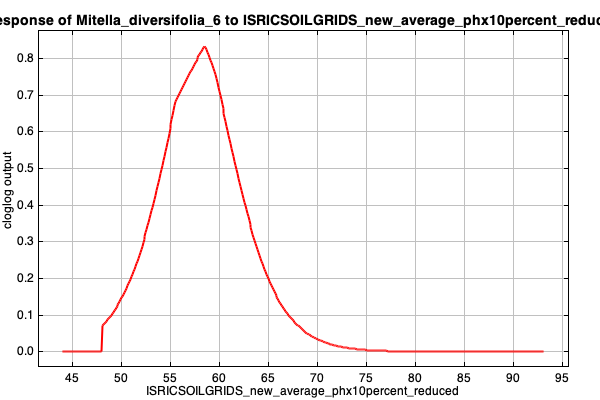 esponse of Mitella_diversifolia_6 to ISRICSOILGRIDS_new_average_phx10percent_reduc
0.8
0.7
0.6
0.5
0.4
0.3
0.2
0.1
0.0
cloglog output
45 50 55 60 65 70 75 80 85 90 95
ISRICSOILGRIDS_new_average_phx10percent_reduced